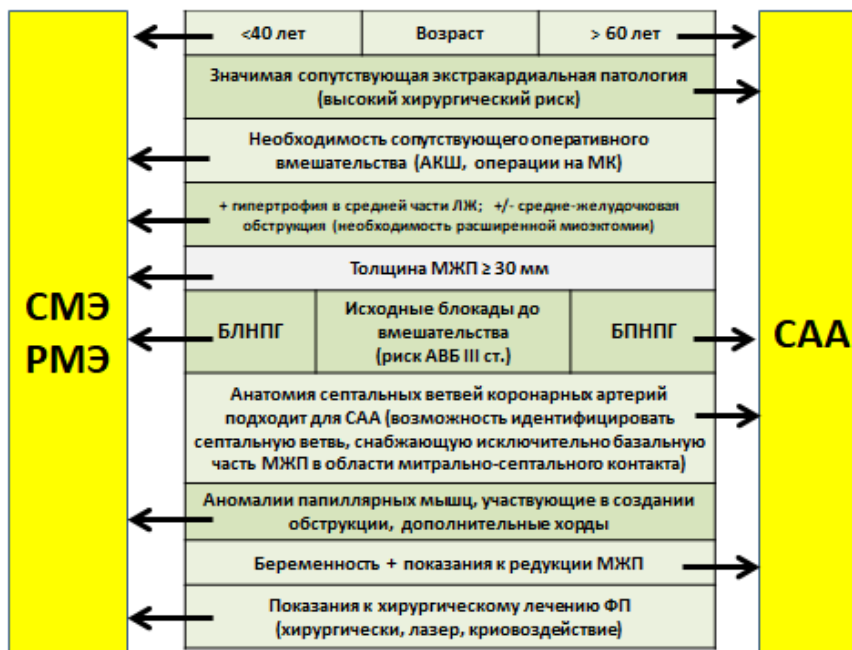 СМЭ
РМЭ
<40 лет Возраст > 60 лет
Значимая сопутствующая экстракардиальная патология
(высокий хирургический риск)
Необходимость сопутствующего оперативного
вмешательства (АКШ, операции на МК)
+ гипертрофия в средней части ЛЖ; +/- средне-желудочковая
обструкция (необходимость расширенной миоэктомии)
Толщина МЖП ≥ 30 мм
БЛНПГ
Исходные блокады до
вмешательства
(риск АВБ III ст.)
БПНПГ
Анатомия септальных ветвей коронарных артерий
подходит для САА (возможность идентифицировать
септальную ветвь, снабжающую исключительно базальную
часть МЖП в области митрально-септального контакта)
Аномалии папиллярных мышц, участвующие в создании
обструкции, дополнительные хорды
Беременность + показания к редукции МЖП
Показания к хирургическому лечению ФП
(хирургически, лазер, криовоздействие)
САА